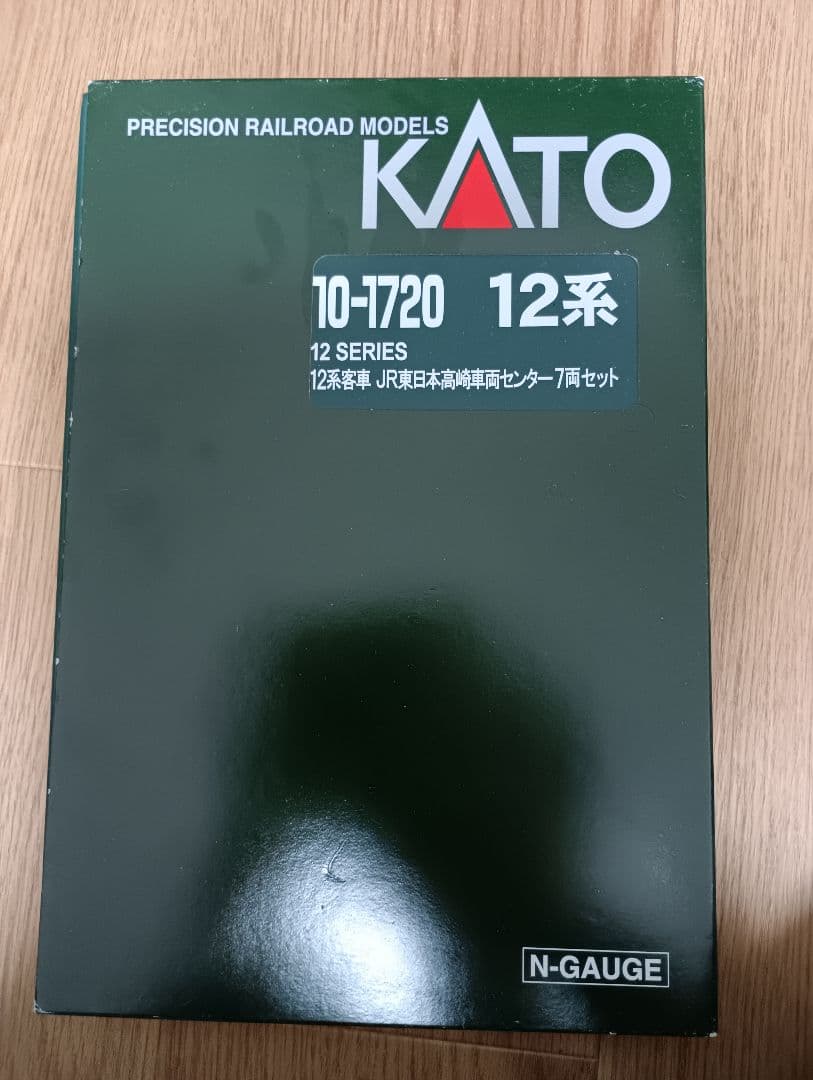 PRECISION RAILROAD MODELS
KATO
10-1720 12系
12 SERIES
12系客車 JR東日本高崎車両センター7両セット
N-GAUGE